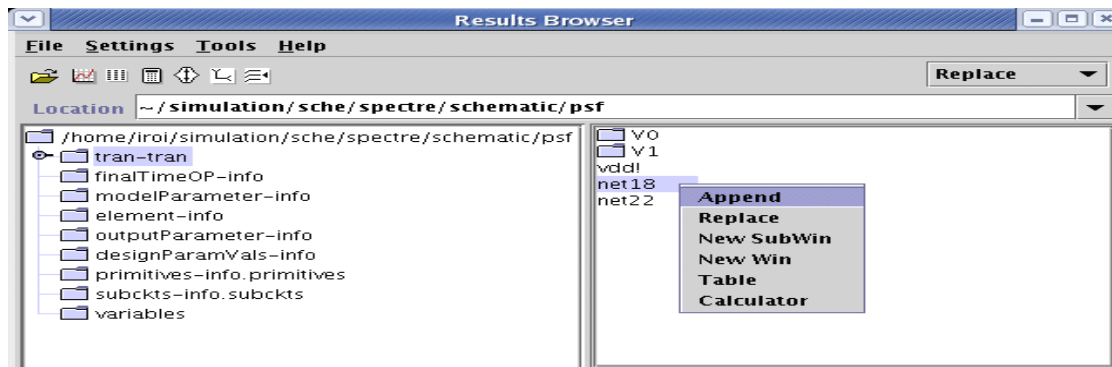 Results Browser
File Settings Tools Help
Replace
Location ~/simulation/sche/spectre/schematic/psf
/home/iroi/simulation/sche/spectre/schematic/psf
tran-tran
finalTimeOP-info
modelParameter-info
element-info
outputParameter-info
designParamVals-info
primitives-info.primitives
subckts-info.subckts
variables
V0
V1
vdd!
net18
net22
Append
Replace
New SubWin
New Win
Table
Calculator